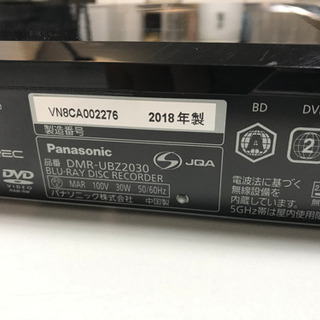 VN8CA002276 2018年製
製造番号
BD
DV
Panasonic
品番 DMR-UBZ2030
BLU-RAY DISC RECORDER
JQA
MAR 100V 30W 50/60Hz
パナソニック株式会社 中国製
EC
DVD
VIDEO
2
電波法に基づく
無線設備を
内蔵しています。
5GHz帯は屋内使用限